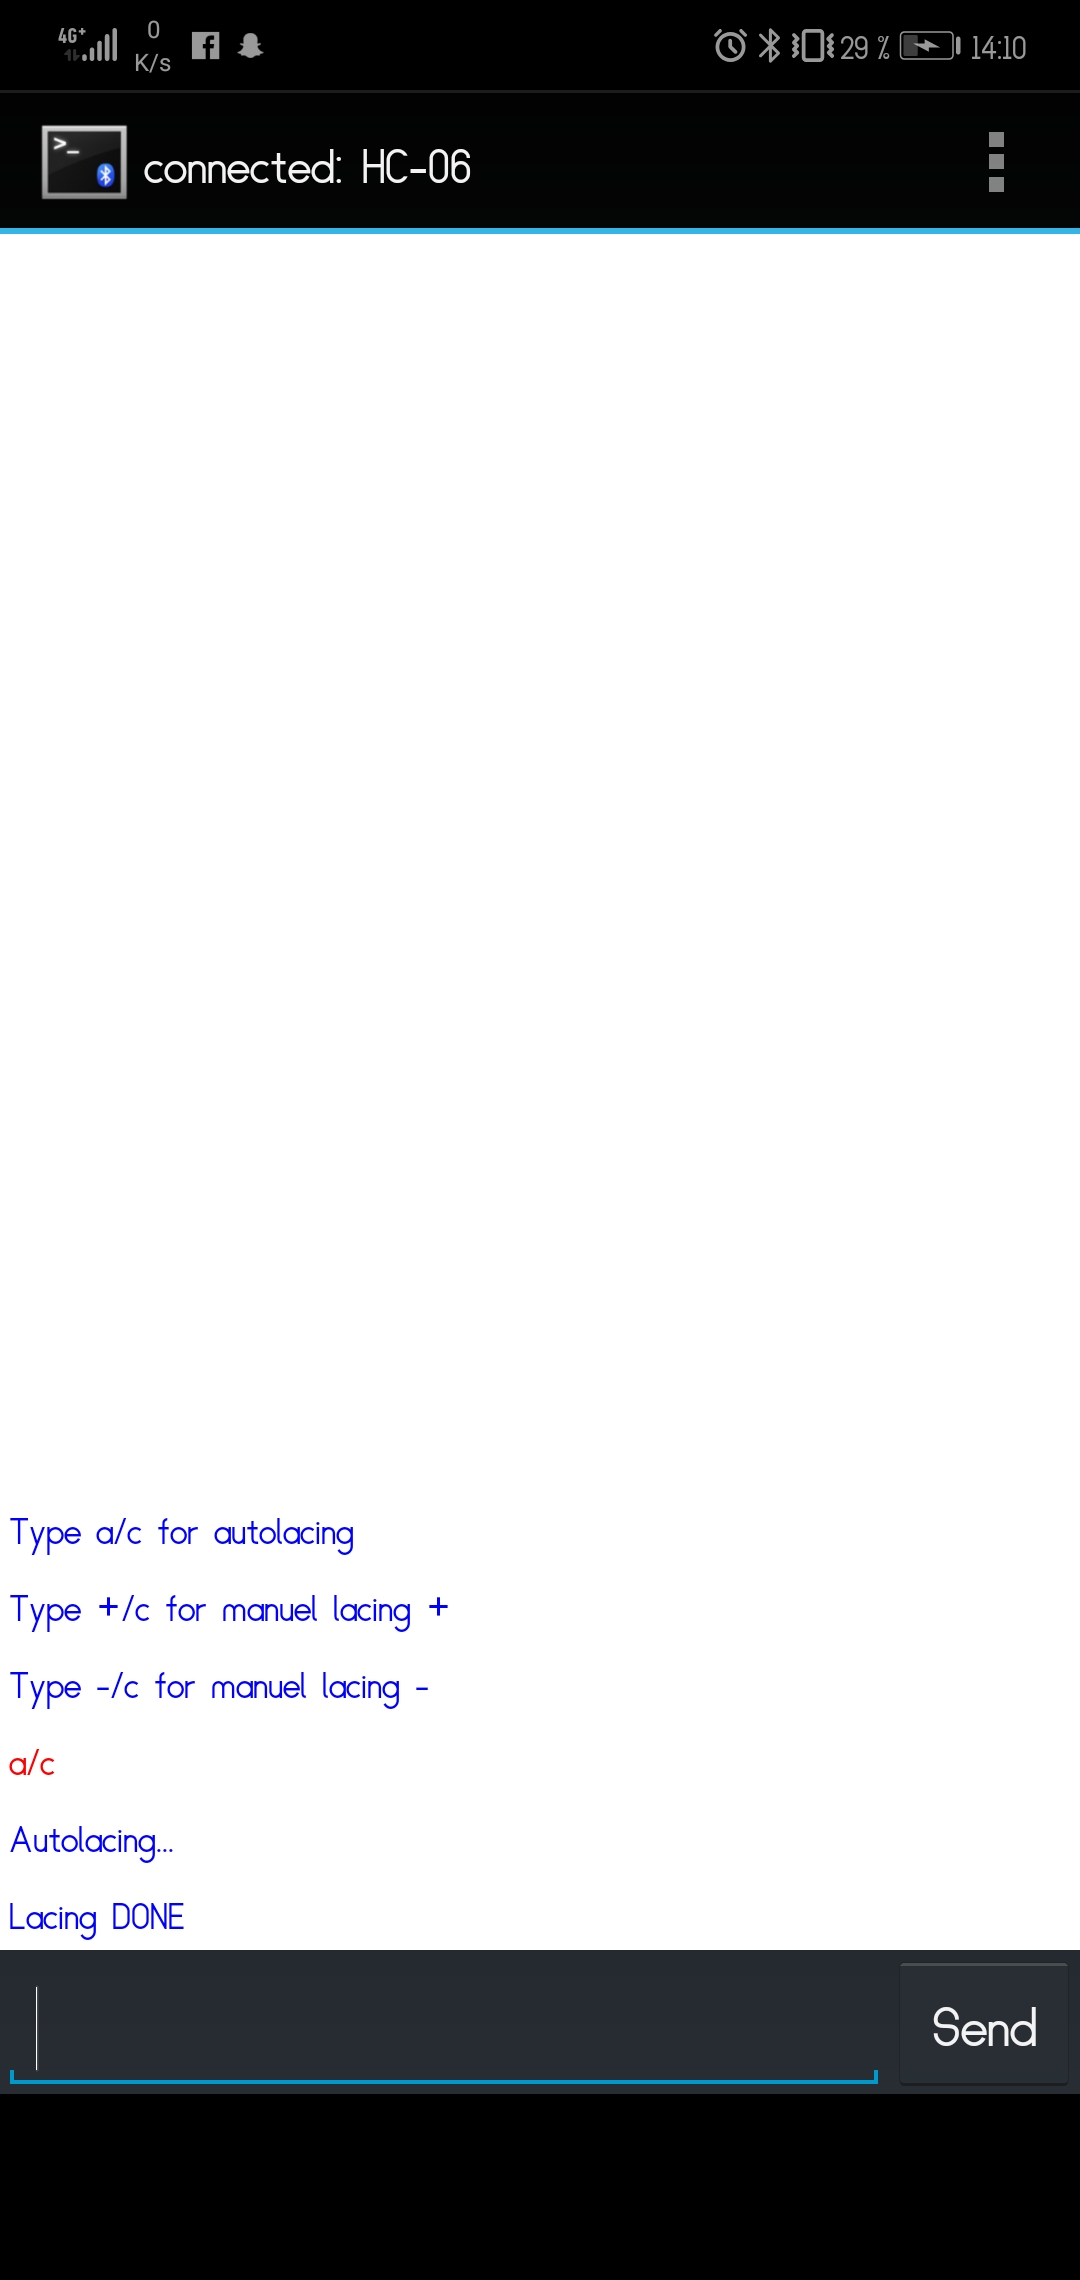 4G+ 0 K/s 29 % 14:10
>_ connected: HC-06
Type a/c for autolacing
Type +/c for manuel lacing +
Type -/c for manuel lacing -
a/c
Autolacing...
Lacing DONE
Send